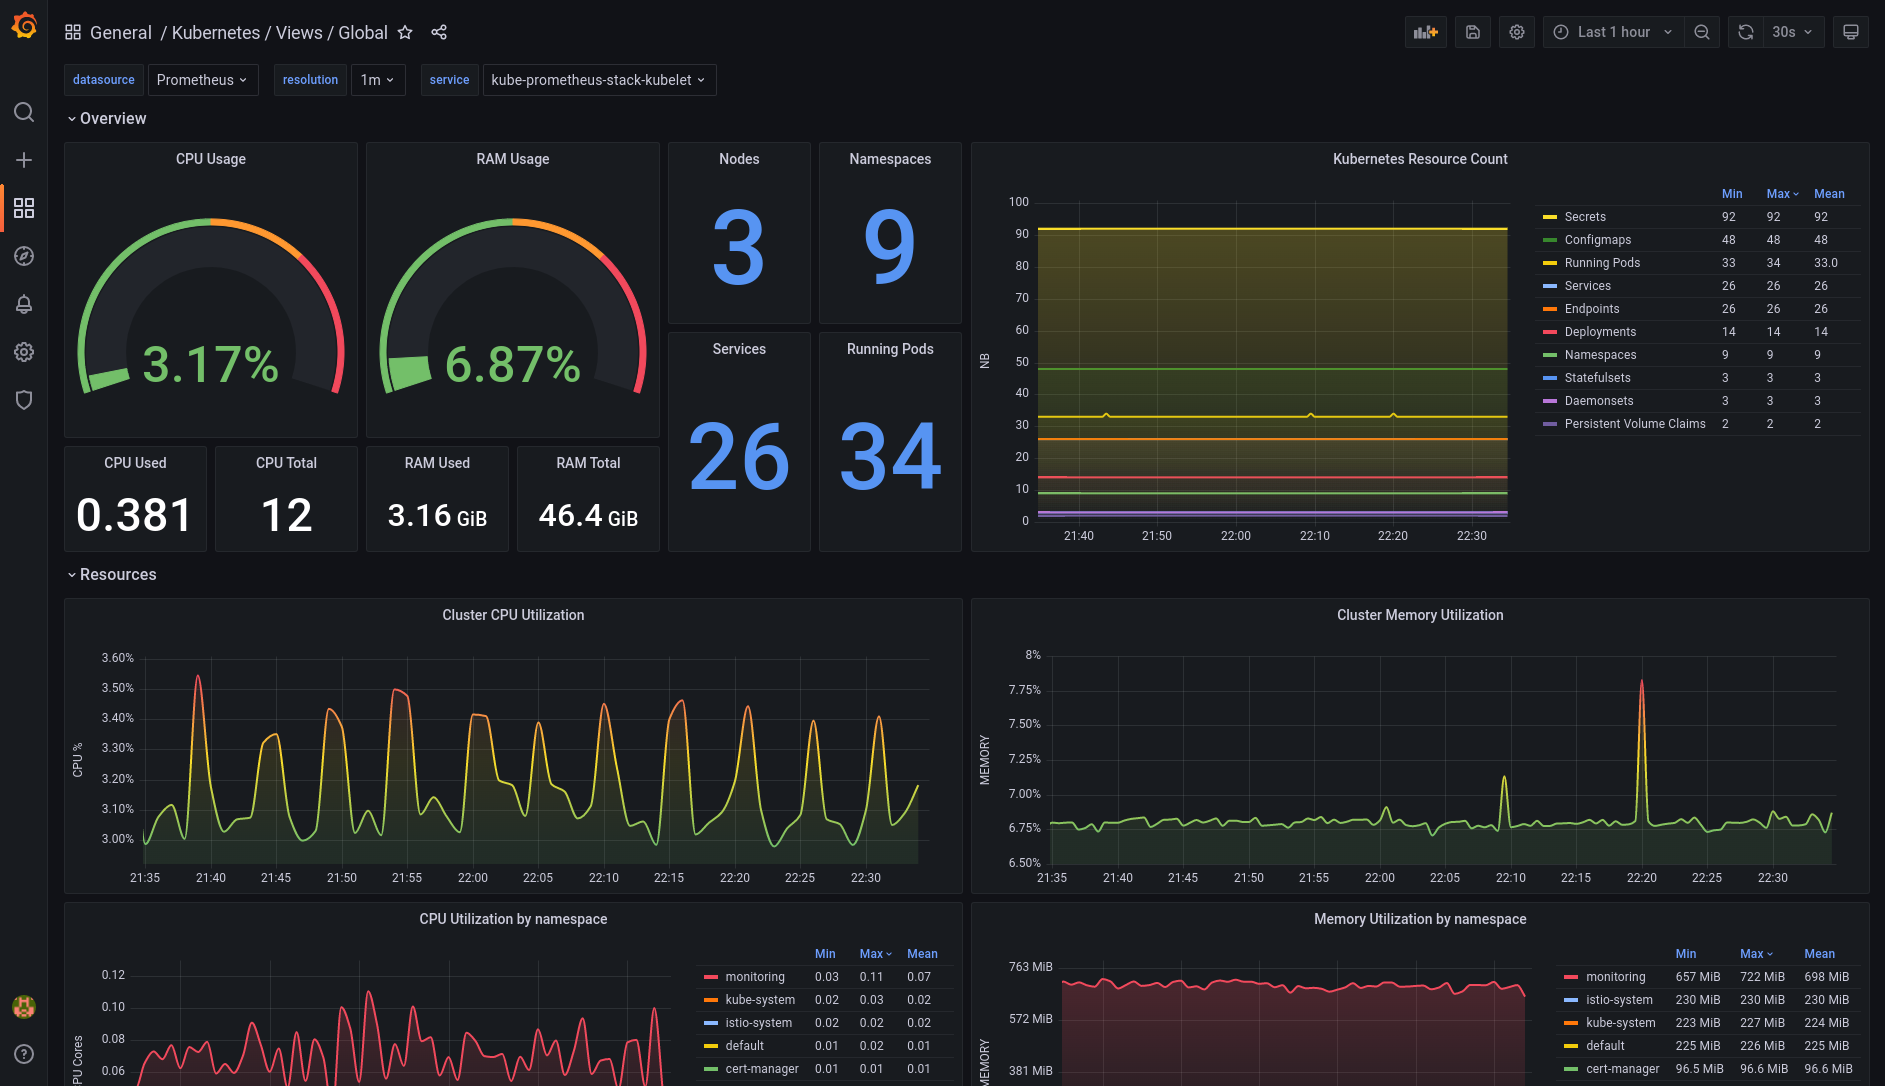 General / Kubernetes / Views / Global
Last 1 hour
30s
datasource Prometheus resolution 1m service kube-prometheus-stack-kubelet
Overview
CPU Usage
3.17%
RAM Usage
6.87%
Nodes
3
Namespaces
9
CPU Used
0.381
CPU Total
12
RAM Used
3.16 GiB
RAM Total
46.4 GiB
Services
26
Running Pods
34
Kubernetes Resource Count
NB
100
90
80
70
60
50
40
30
20
10
0
21:40 21:50 22:00 22:10 22:20 22:30
Min Max Mean
Secrets 92 92 92
Configmaps 48 48 48
Running Pods 33 34 33.0
Services 26 26 26
Endpoints 26 26 26
Deployments 14 14 14
Namespaces 9 9 9
Statefulsets 3 3 3
Daemonsets 3 3 3
Persistent Volume Claims 2 2 2
Resources
Cluster CPU Utilization
CPU %
3.60%
3.50%
3.40%
3.30%
3.20%
3.10%
3.00%
21:35 21:40 21:45 21:50 21:55 22:00 22:05 22:10 22:15 22:20 22:25 22:30
Cluster Memory Utilization
MEMORY
8%
7.75%
7.50%
7.25%
7.00%
6.75%
6.50%
21:35 21:40 21:45 21:50 21:55 22:00 22:05 22:10 22:15 22:20 22:25 22:30
CPU Utilization by namespace
PU Cores
0.12
0.10
0.08
0.06
Min Max Mean
monitoring 0.03 0.11 0.07
kube-system 0.02 0.03 0.02
istio-system 0.02 0.02 0.02
default 0.01 0.02 0.01
cert-manager 0.01 0.01 0.01
Memory Utilization by namespace
MEMORY
763 MiB
572 MiB
381 MiB
Min Max Mean
monitoring 657 MiB 722 MiB 698 MiB
istio-system 230 MiB 230 MiB 230 MiB
kube-system 223 MiB 227 MiB 224 MiB
default 225 MiB 226 MiB 225 MiB
cert-manager 96.5 MiB 96.6 MiB 96.6 MiB